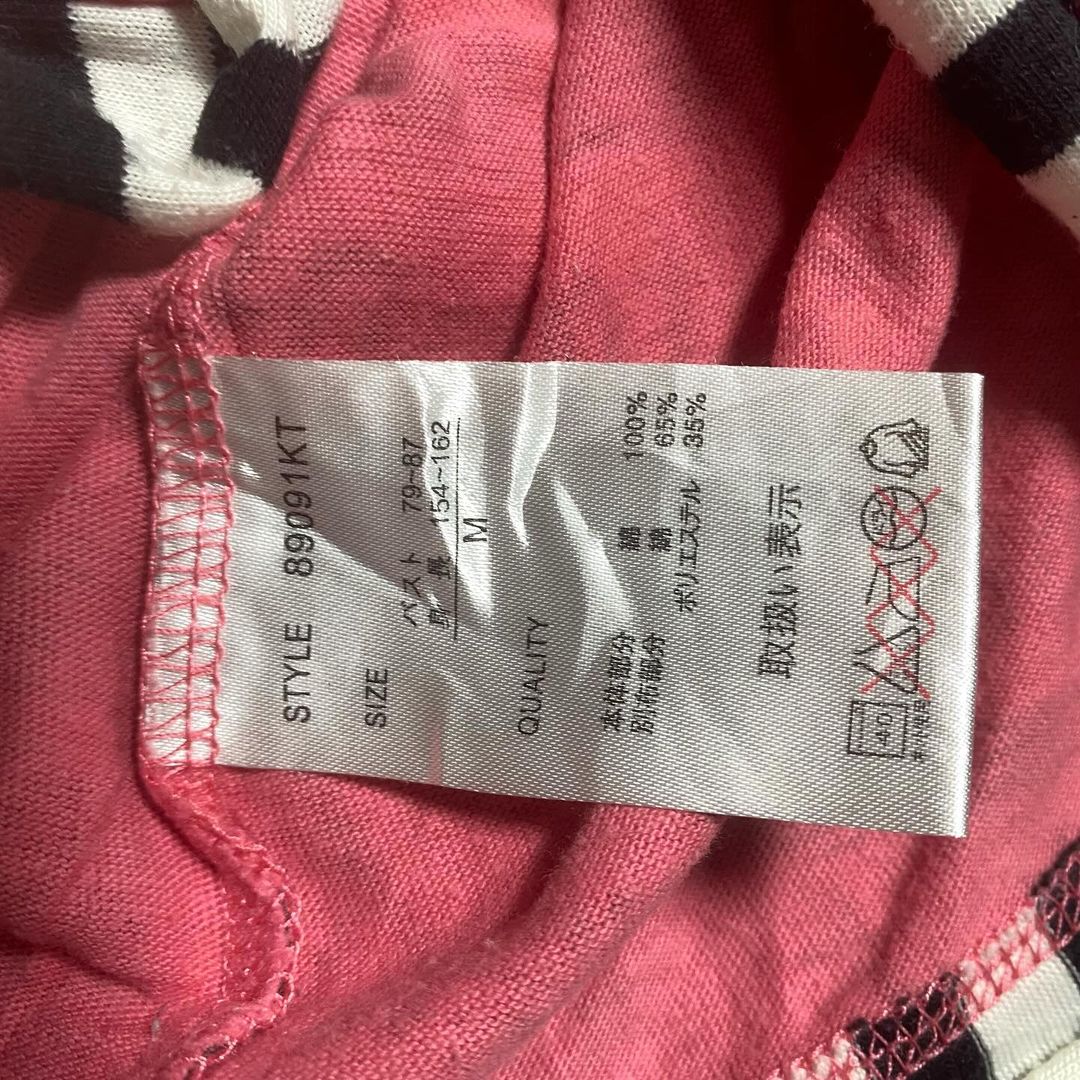 STYLE 89091KT
SIZE
バスト 79~87
身長 154~162
M
QUALITY
本体部分 綿 100%
別布部分 綿 65%
ポリエステル 35%
取扱い表示
40